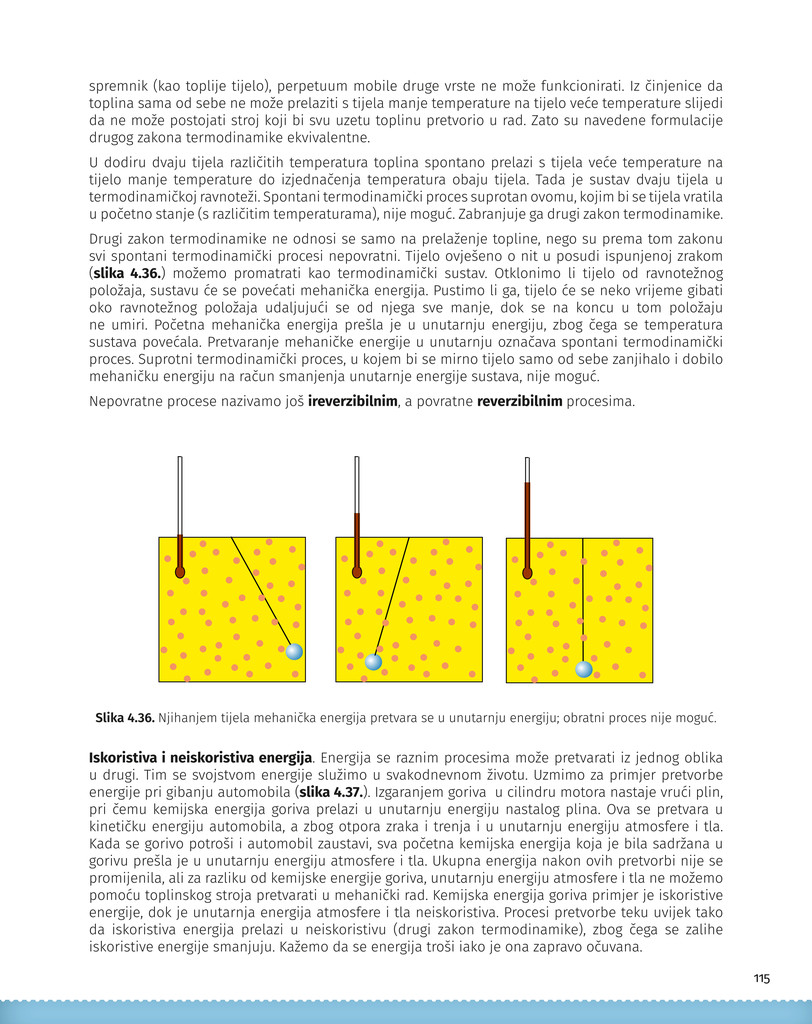 spremnik (kao toplije tijelo), perpetuum mobile druge vrste ne može funkcionirati. Iz činjenice da
toplina sama od sebe ne može prelaziti s tijela manje temperature na tijelo veće temperature slijedi
da ne može postojati stroj koji bi svu uzetu toplinu pretvorio u rad. Zato su navedene formulacije
drugog zakona termodinamike ekvivalentne.
U dodiru dvaju tijela različitih temperatura toplina spontano prelazi s tijela veće temperature na
tijelo manje temperature do izjednačenja temperatura obaju tijela. Tada je sustav dvaju tijela u
termodinamičkoj ravnoteži. Spontani termodinamički proces suprotan ovomu, kojim bi se tijela vratila
u početno stanje (s različitim temperaturama), nije moguć. Zabranjuje ga drugi zakon termodinamike.
Drugi zakon termodinamike ne odnosi se samo na prelaženje topline, nego su prema tom zakonu
svi spontani termodinamički procesi nepovratni. Tijelo ovješeno o nit u posudi ispunjenoj zrakom
(slika 4.36.) možemo promatrati kao termodinamički sustav. Otklonimo li tijelo od ravnotežnog
položaja, sustavu će se povećati mehanička energija. Pustimo li ga, tijelo će se neko vrijeme gibati
oko ravnotežnog položaja udaljujući se od njega sve manje, dok se na koncu u tom položaju
ne umiri. Početna mehanička energija prešla je u unutarnju energiju, zbog čega se temperatura
sustava povećala. Pretvaranje mehaničke energije u unutarnju označava spontani termodinamički
proces. Suprotni termodinamički proces, u kojem bi se mirno tijelo samo od sebe zanjihalo i dobilo
mehaničku energiju na račun smanjenja unutarnje energije sustava, nije moguć.
Nepovratne procese nazivamo još ireverzibilnim, a povratne reverzibilnim procesima.
Slika 4.36. Njihanjem tijela mehanička energija pretvara se u unutarnju energiju; obratni proces nije moguć.
Iskoristiva i neiskoristiva energija. Energija se raznim procesima može pretvarati iz jednog oblika
u drugi. Tim se svojstvom energije služimo u svakodnevnom životu. Uzmimo za primjer pretvorbe
energije pri gibanju automobila (slika 4.37.). Izgaranjem goriva u cilindru motora nastaje vrući plin,
pri čemu kemijska energija goriva prelazi u unutarnju energiju nastalog plina. Ova se pretvara u
kinetičku energiju automobila, a zbog otpora zraka i trenja i u unutarnju energiju atmosfere i tla.
Kada se gorivo potroši i automobil zaustavi, sva početna kemijska energija koja je bila sadržana u
gorivu prešla je u unutarnju energiju atmosfere i tla. Ukupna energija nakon ovih pretvorbi nije se
promijenila, ali za razliku od kemijske energije goriva, unutarnju energiju atmosfere i tla ne možemo
pomoću toplinskog stroja pretvarati u mehanički rad. Kemijska energija goriva primjer je iskoristive
energije, dok je unutarnja energija atmosfere i tla neiskoristiva. Procesi pretvorbe teku uvijek tako
da iskoristiva energija prelazi u neiskoristivu (drugi zakon termodinamike), zbog čega se zalihe
iskoristive energije smanjuju. Kažemo da se energija troši iako je ona zapravo očuvana.
115